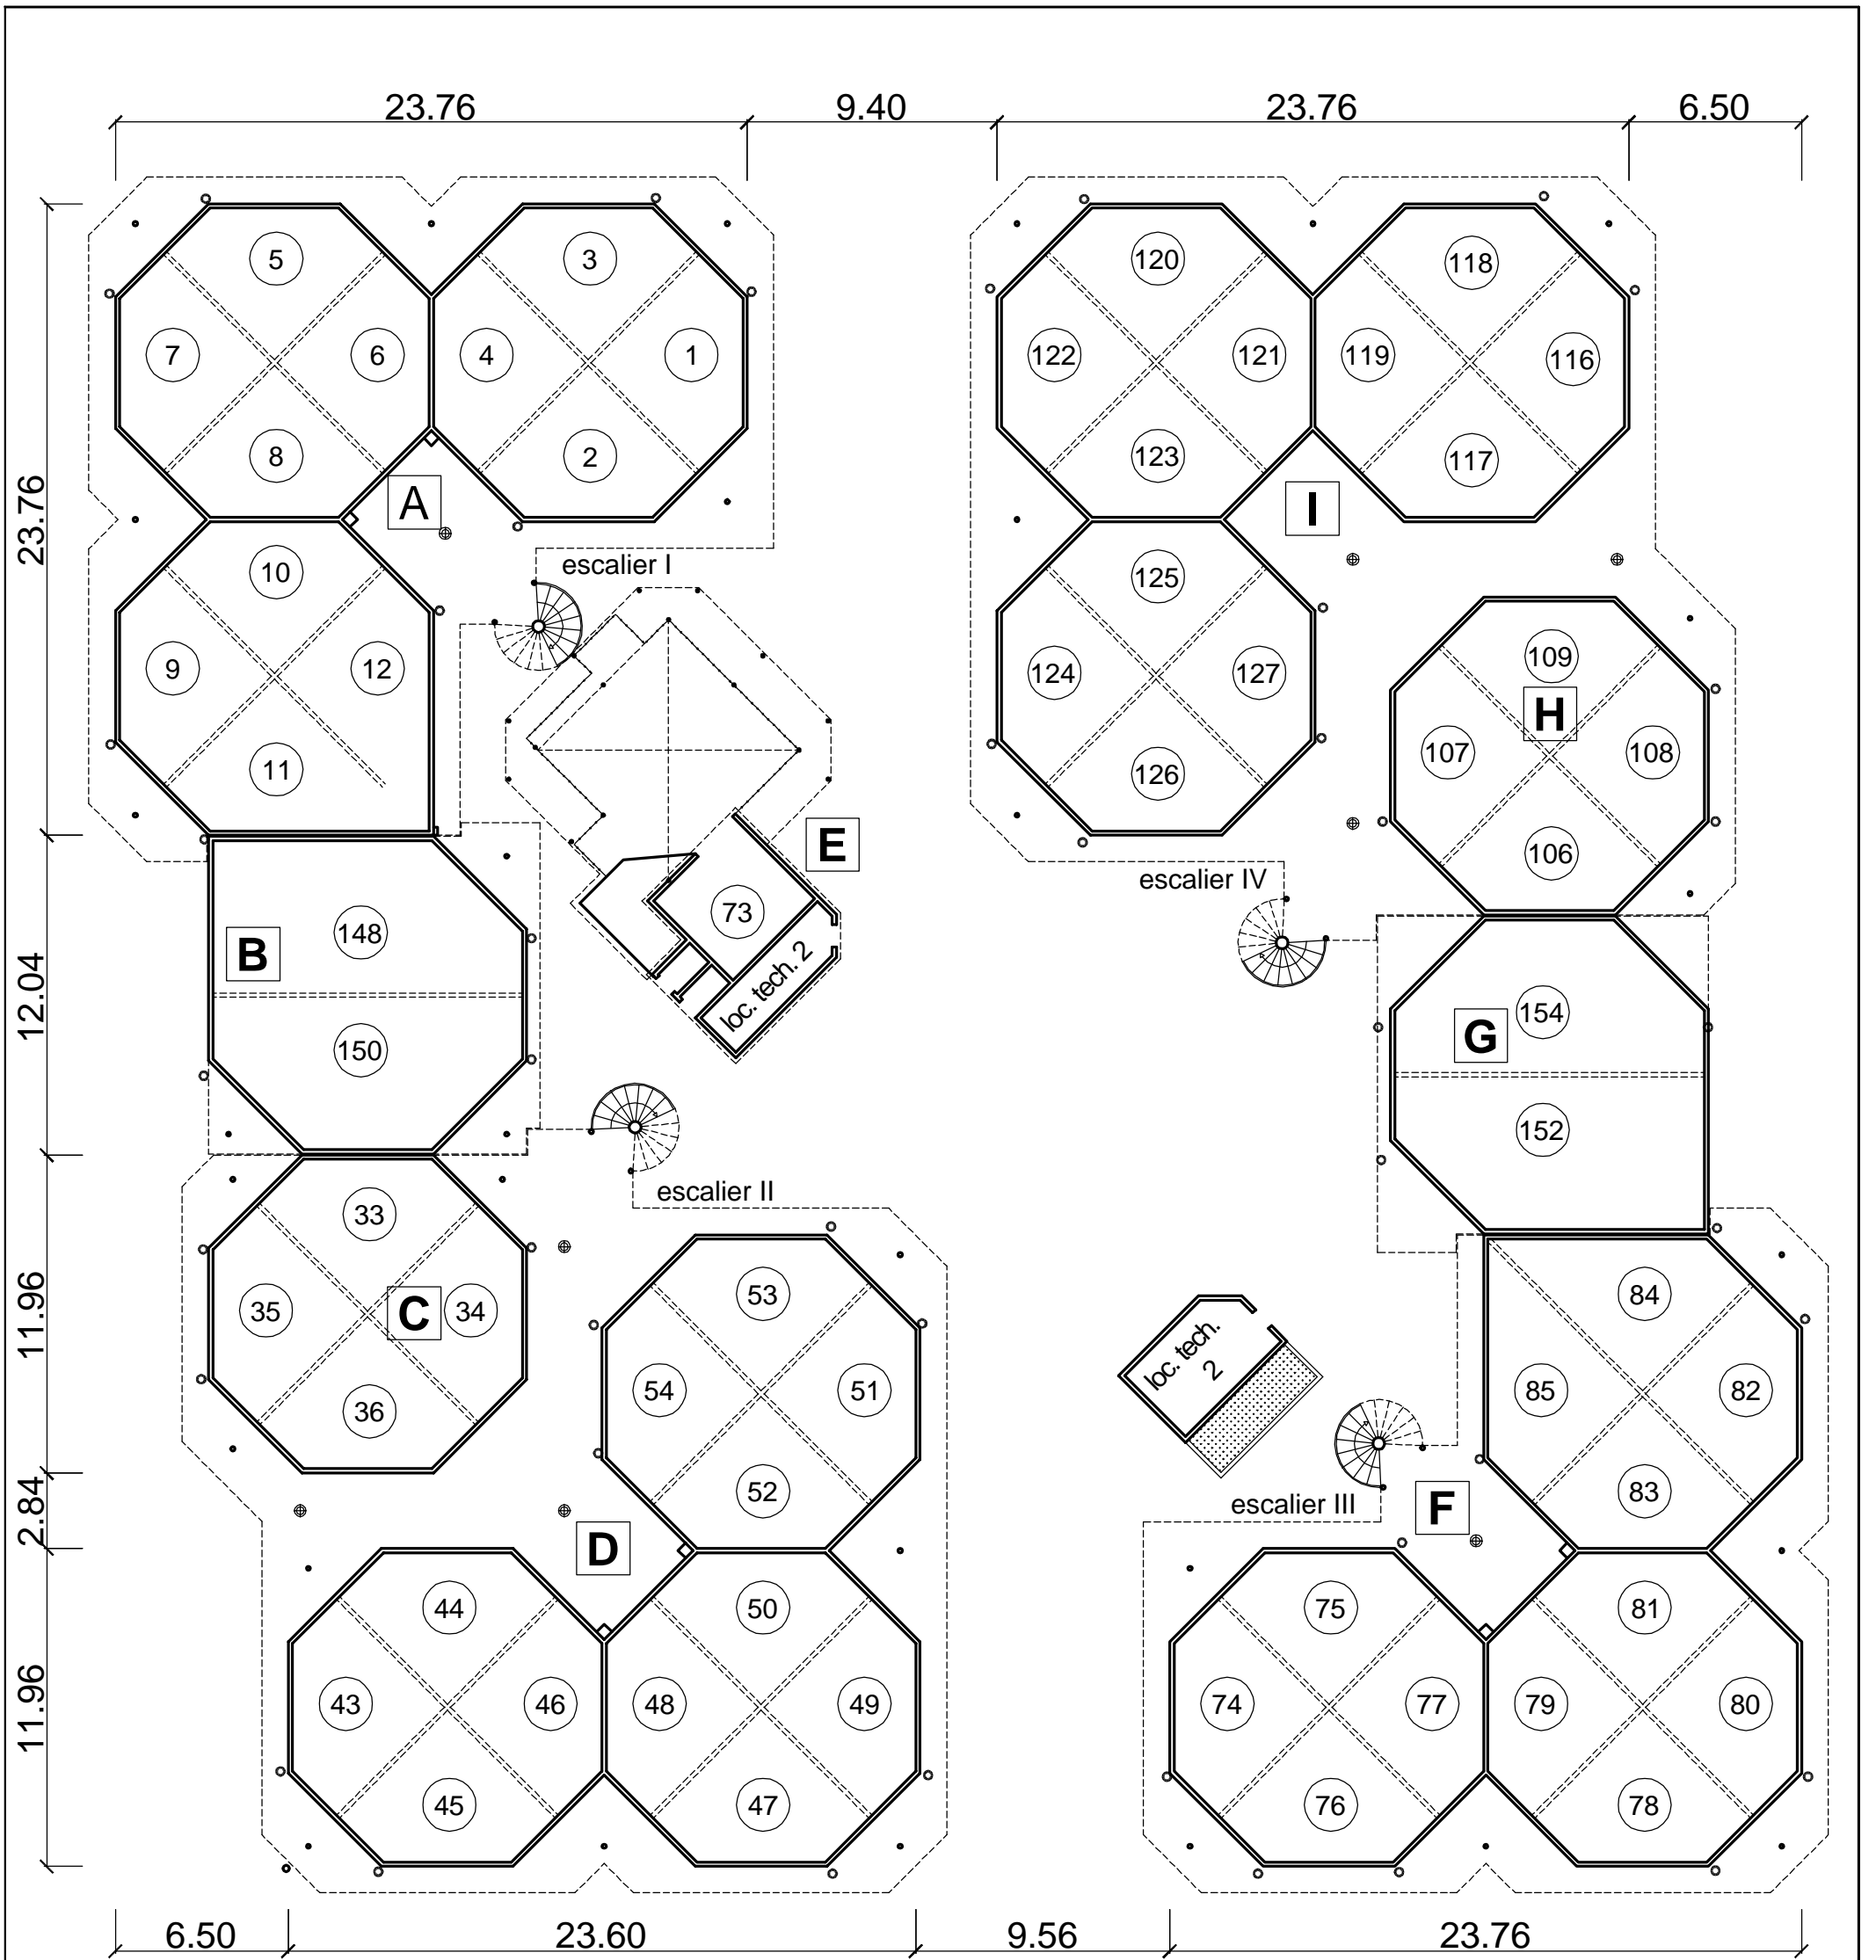 23.76 9.40 23.76 6.50
5 3 120 118
7 6 4 1 122 121 119 116
8 2 123 117
A I
23.76
escalier I
10 125
109
9 12 124 127
H
107 108
11 126
E
106
escalier IV
73
148
B
loc. tech. 2
12.04
154
G
150
152
escalier II
33
35 C 34
11.96
53 84
loc. tech.
2
54 51 85 82
36
52 83
escalier III F
2.84
D
44 50 75 81
43 46 48 49 74 77 79 80
11.96
45 47 76 78
6.50 23.60 9.56 23.76